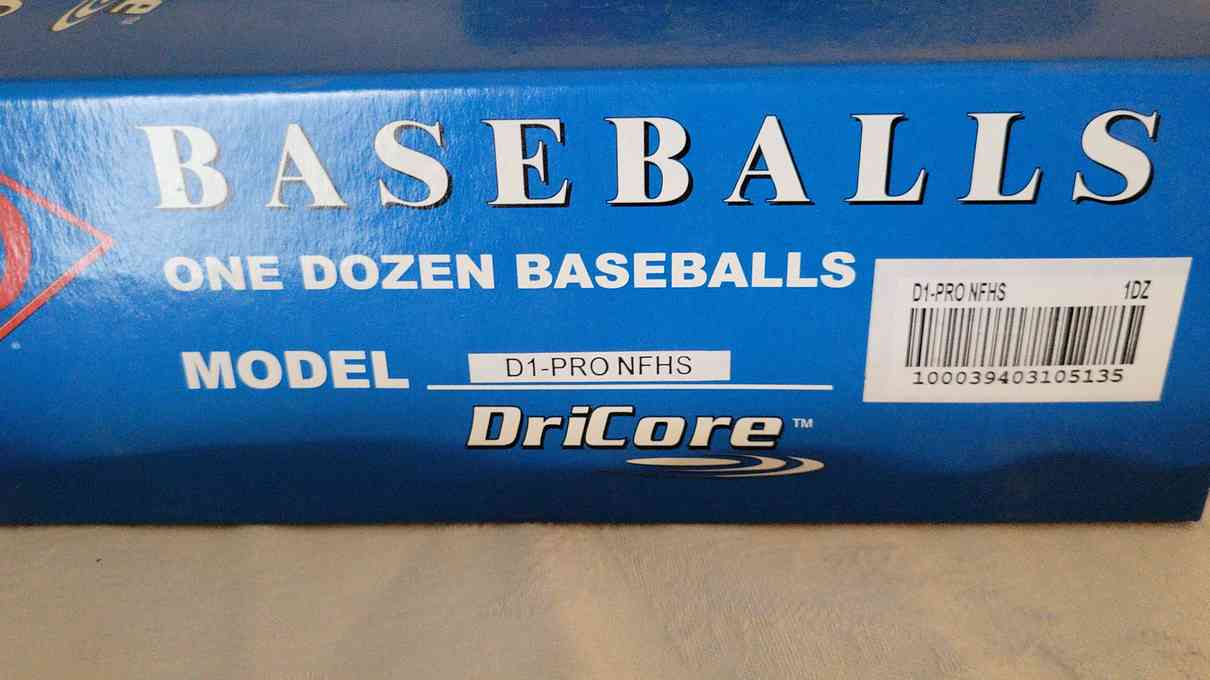 BASEBALLS
ONE DOZEN BASEBALLS
MODEL D1-PRO NFHS
DriCore™
D1-PRO NFHS 1DZ
100039403105135